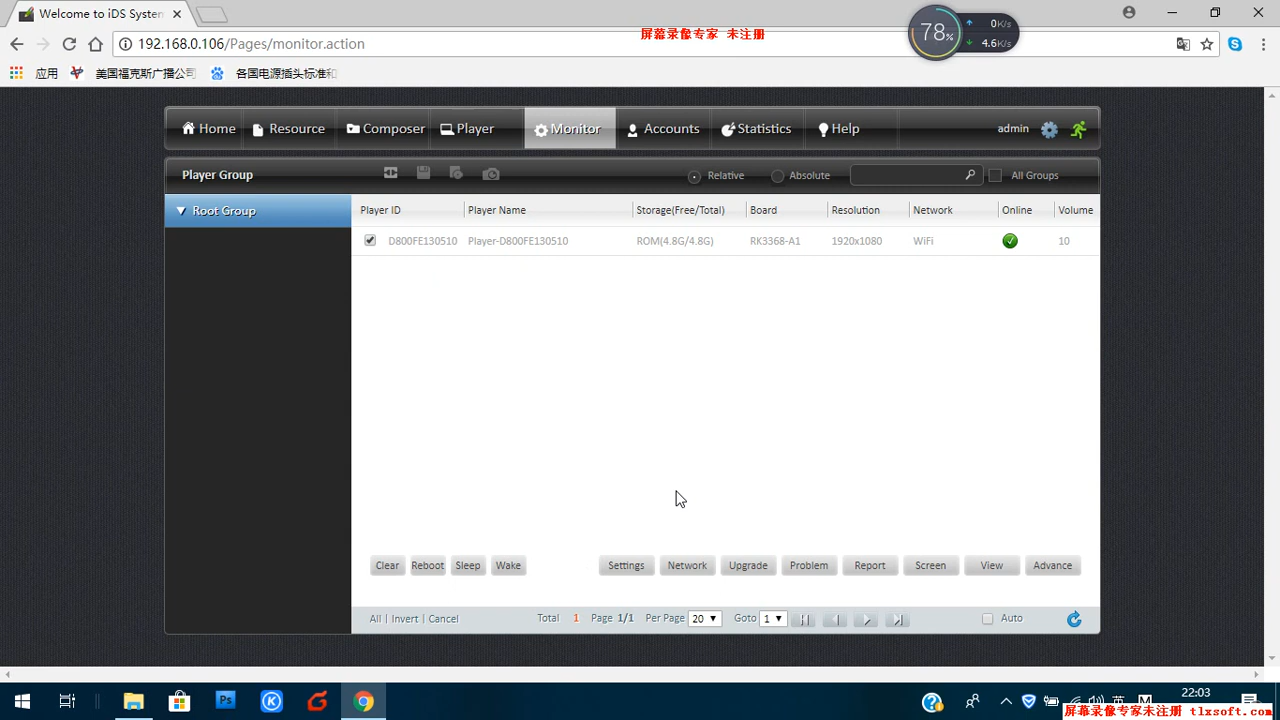 Welcome to iDS System
78%
0K/s
4.6K/s
屏幕录像专家 未注册
192.168.0.106/Pages/monitor.action
应用
美国福克斯广播公司
各国电源插头标准和
Home
Resource
Composer
Player
Monitor
Accounts
Statistics
Help
admin
Player Group
Relative
Absolute
All Groups
Root Group
Player ID Player Name Storage(Free/Total) Board Resolution Network Online Volume
D800FE130510 Player-D800FE130510 ROM(4.8G/4.8G) RK3368-A1 1920x1080 WiFi 10
Clear Reboot Sleep Wake Settings Network Upgrade Problem Report Screen View Advance
All | Invert | Cancel Total 1 Page 1/1 Per Page 20 Goto 1 Auto
Ps
K
英
M
22:03
屏幕录像专家未注册 tlxsoft.com